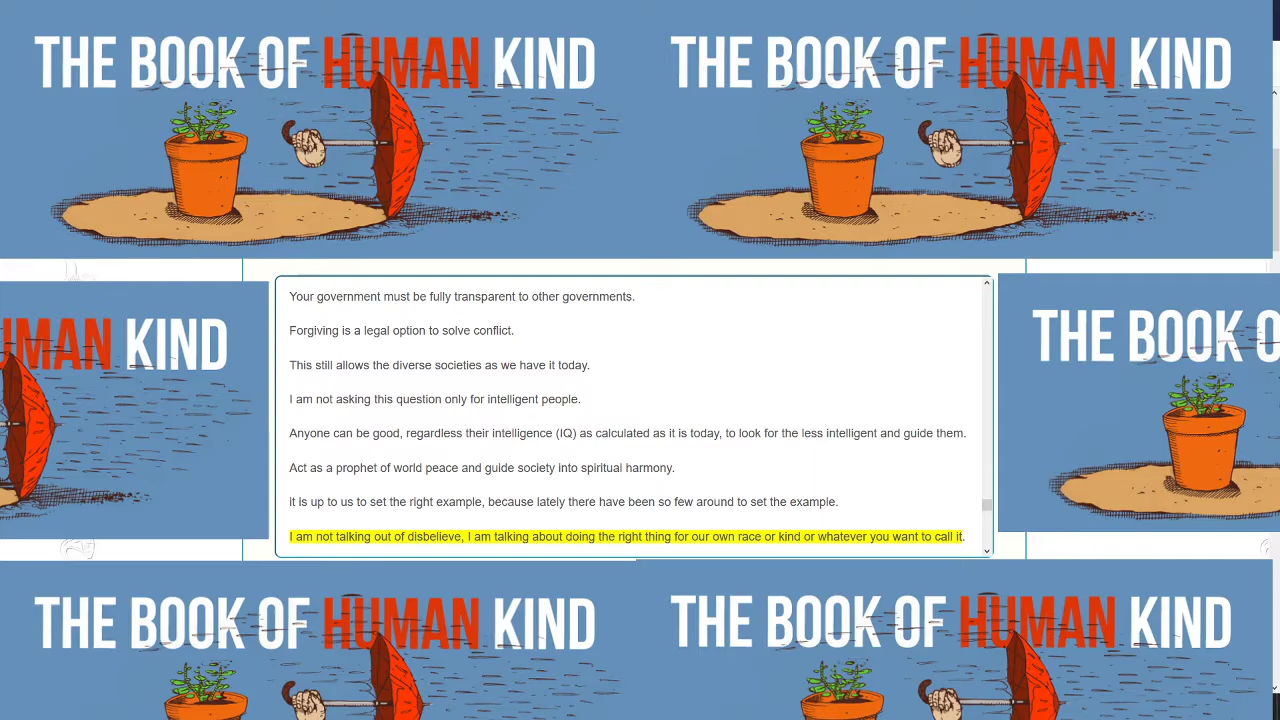 THE BOOK OF HUMAN KIND
THE BOOK OF HUMAN KIND
UMAN KIND
THE BOOK O
Your government must be fully transparent to other governments.
Forgiving is a legal option to solve conflict.
This still allows the diverse societies as we have it today.
I am not asking this question only for intelligent people.
Anyone can be good, regardless their intelligence (IQ) as calculated as it is today, to look for the less intelligent and guide them.
Act as a prophet of world peace and guide society into spiritual harmony.
it is up to us to set the right example, because lately there have been so few around to set the example.
I am not talking out of disbelieve, I am talking about doing the right thing for our own race or kind or whatever you want to call it.
THE BOOK OF HUMAN KIND
THE BOOK OF HUMAN KIND